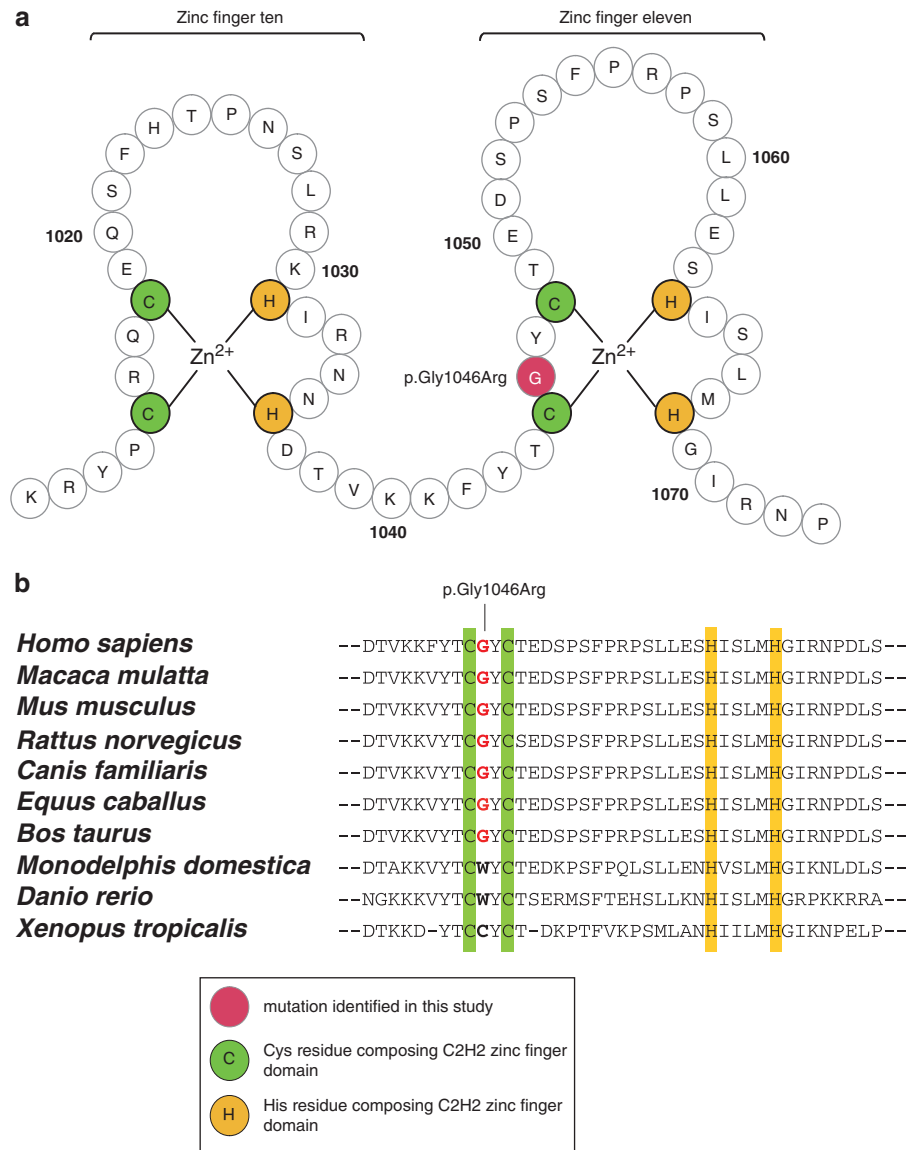 a
Zinc finger ten
Zinc finger eleven
K R Y P C R Q C E Q S F H T P N S L R K H I R N N H D T V K K F Y T C G Y C T E D S P S F P R P S L L E S H I S L M H G I R N P
1020
1030
1040
1050
1060
1070
Zn2+
Zn2+
p.Gly1046Arg
b
p.Gly1046Arg
Homo sapiens --DTVKKFYTCGYCTEDSPSFPRPSLLESHISLMHGIRNPDLS--
Macaca mulatta --DTVKKVYTCGYCTEDSPSFPRPSLLESHISLMHGIRNPDLS--
Mus musculus --DTVKKVYTCGYCTEDSPSFPRPSLLESHISLMHGIRNPDLS--
Rattus norvegicus --DTVKKVYTCGYCSEDSPSFPRPSLLESHISLMHGIRNPDLS--
Canis familiaris --DTVKKVYTCGYCTEDSPSFPRPSLLESHISLMHGIRNPDLS--
Equus caballus --DTVKKVYTCGYCTEDSPSFPRPSLLESHISLMHGIRNPDLS--
Bos taurus --DTVKKVYTCGYCTEDSPSFPRPSLLESHISLMHGIRNPDLS--
Monodelphis domestica --DTAKKVYTCWYCTEDKPSFPQLSLLENHVSLMHGIKNLDLS--
Danio rerio --NGKKKVYTCWYCTSERMSFTEHSLLKNHISLMHGRPKKRRA--
Xenopus tropicalis --DTKKD-YTCCYCT-DKPTFVKPSMLANHIILMHGIKNPELP--
mutation identified in this study
C Cys residue composing C2H2 zinc finger
domain
H His residue composing C2H2 zinc finger
domain